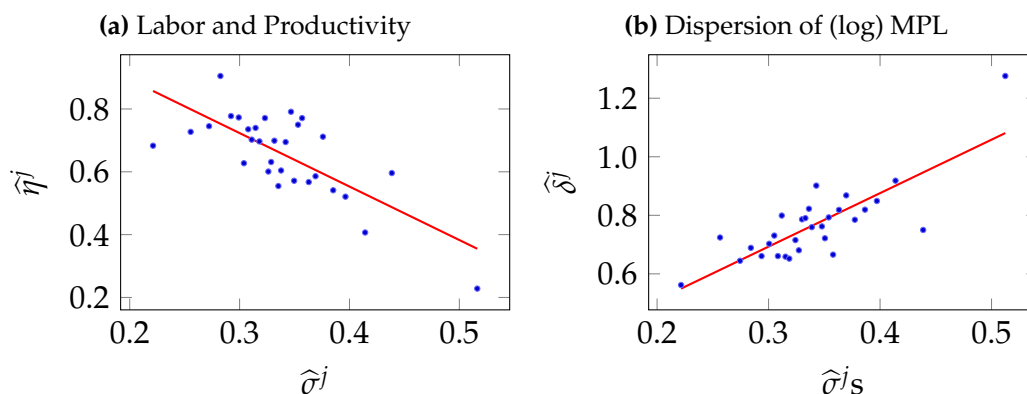 (a) Labor and Productivity
0.8
0.6
0.4
0.2
η̂ʲ
0.2 0.3 0.4 0.5
σ̂ʲ
(b) Dispersion of (log) MPL
1.2
1.0
0.8
0.6
δ̂ʲ
0.2 0.3 0.4 0.5
σ̂ʲs